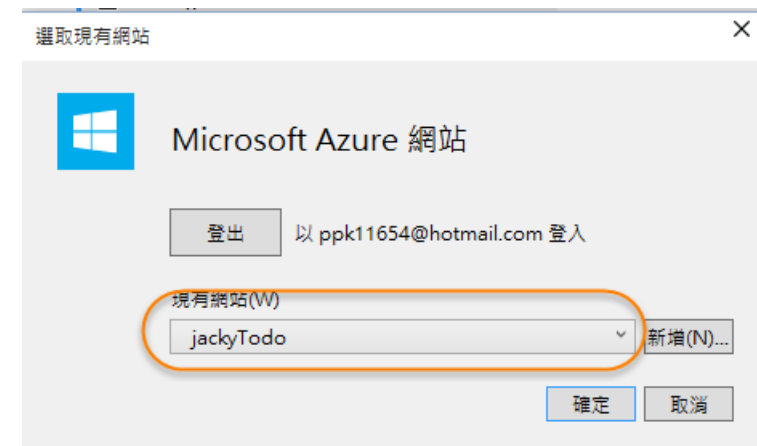 選取現有網站
Microsoft Azure 網站
登出 以 ppk11654@hotmail.com 登入
現有網站(W)
jackyTodo 新增(N)...
確定 取消